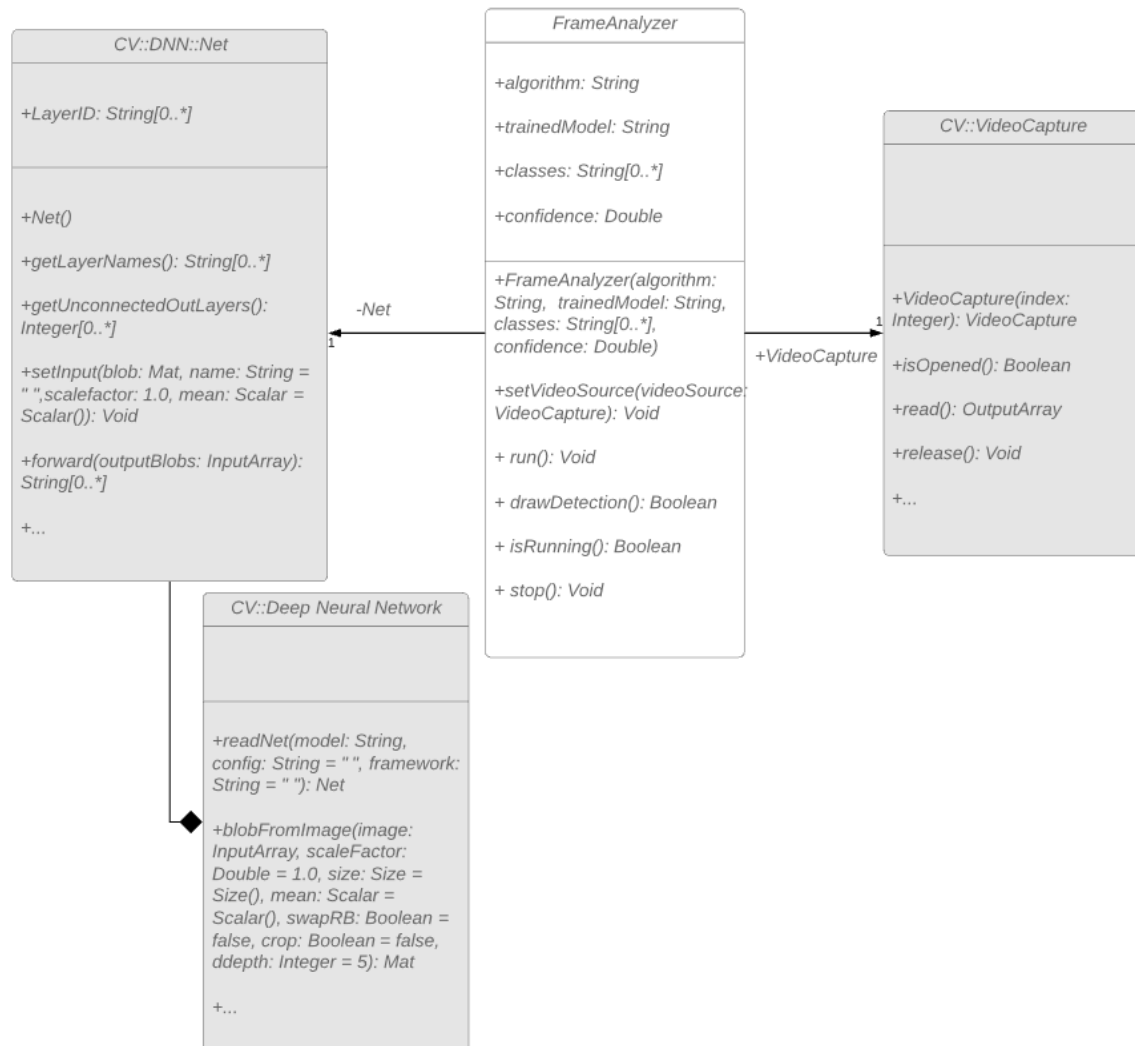 CV::DNN::Net
+LayerID: String[0..*]
+Net()
+getLayerNames(): String[0..*]
+getUnconnectedOutLayers():
Integer[0..*]
+setInput(blob: Mat, name: String =
" ",scalefactor: 1.0, mean: Scalar =
Scalar()): Void
+forward(outputBlobs: InputArray):
String[0..*]
+...
-Net
1
FrameAnalyzer
+algorithm: String
+trainedModel: String
+classes: String[0..*]
+confidence: Double
+FrameAnalyzer(algorithm:
String,  trainedModel: String,
classes: String[0..*],
confidence: Double)
+setVideoSource(videoSource:
VideoCapture): Void
+ run(): Void
+ drawDetection(): Boolean
+ isRunning(): Boolean
+ stop(): Void
1
+VideoCapture
CV::VideoCapture
+VideoCapture(index:
Integer): VideoCapture
+isOpened(): Boolean
+read(): OutputArray
+release(): Void
+...
CV::Deep Neural Network
+readNet(model: String,
config: String = " ", framework:
String = " "): Net
+blobFromImage(image:
InputArray, scaleFactor:
Double = 1.0, size: Size =
Size(), mean: Scalar =
Scalar(), swapRB: Boolean =
false, crop: Boolean = false,
ddepth: Integer = 5): Mat
+...